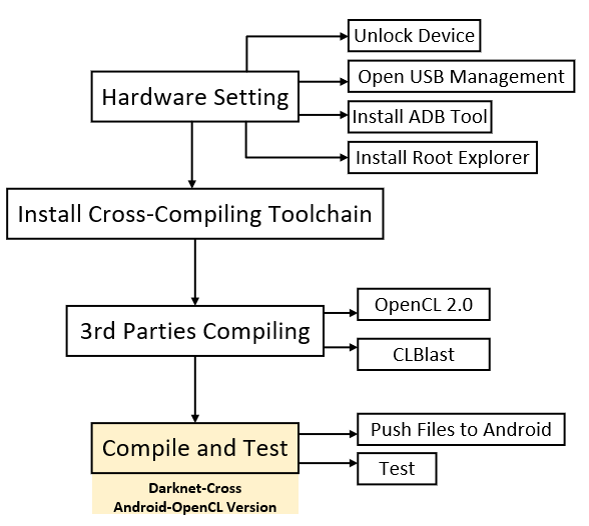 Unlock Device
Open USB Management
Hardware Setting
Install ADB Tool
Install Root Explorer
Install Cross-Compiling Toolchain
OpenCL 2.0
3rd Parties Compiling
CLBlast
Push Files to Android
Compile and Test
Test
Darknet-Cross
Android-OpenCL Version